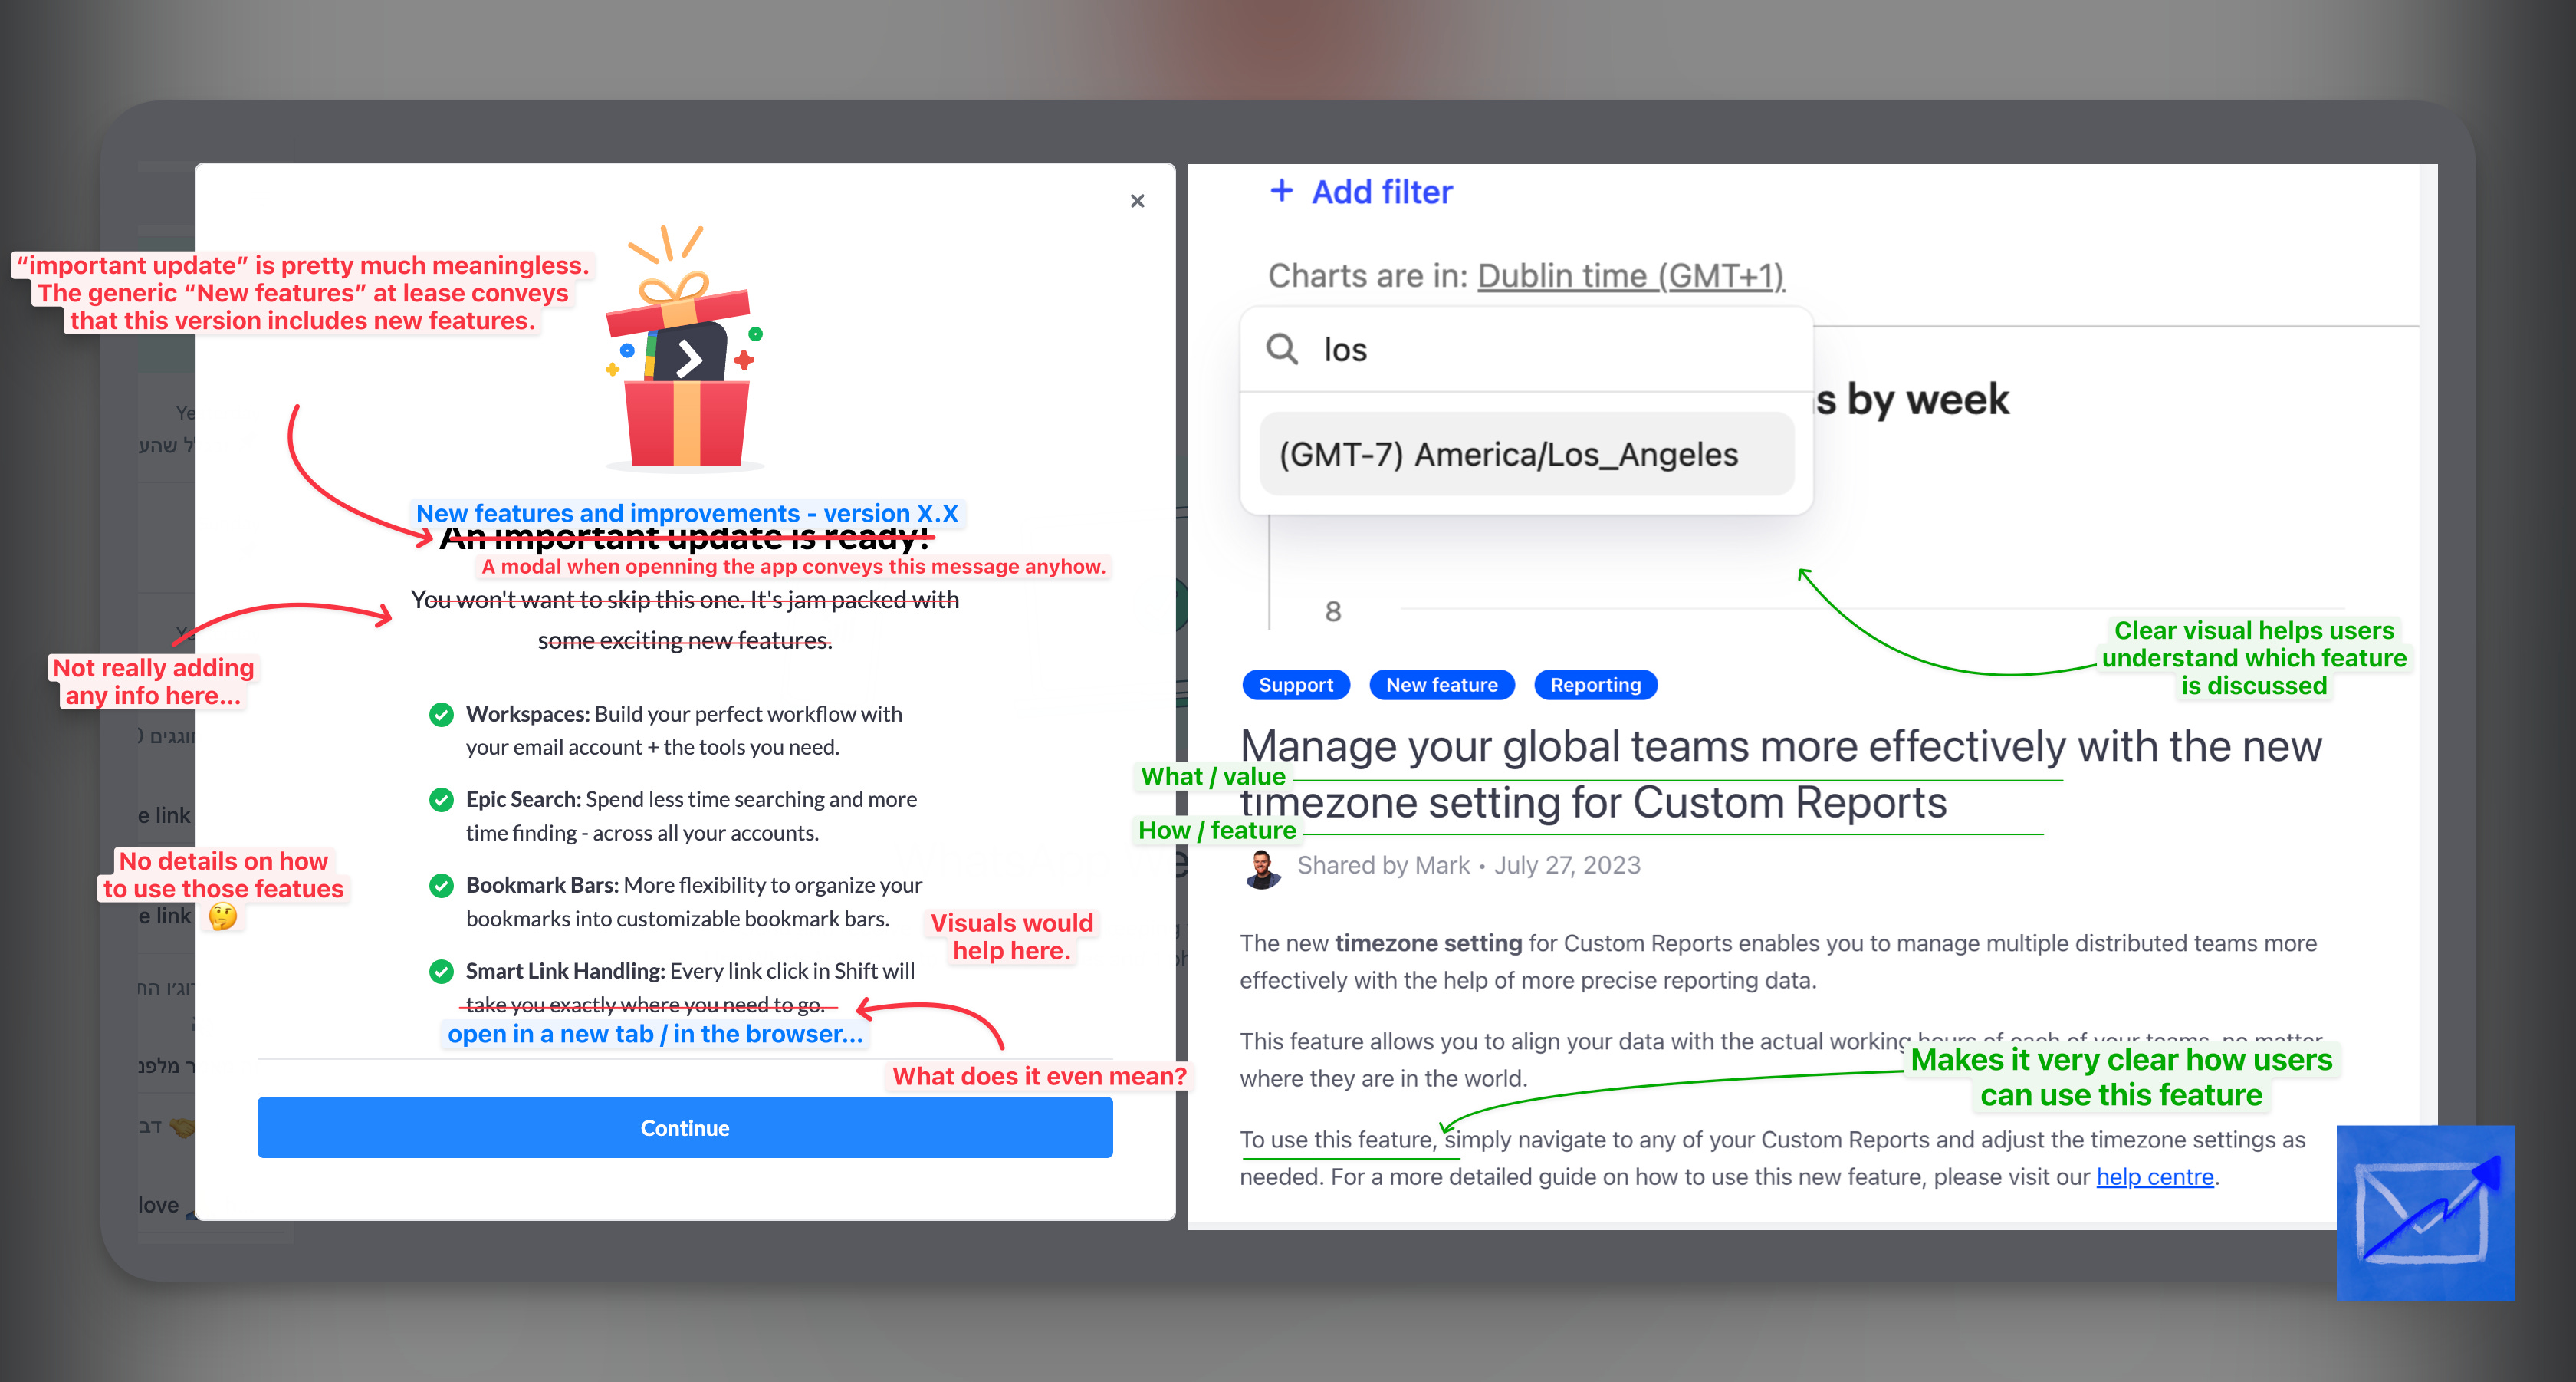 “important update” is pretty much meaningless.
The generic “New features” at lease conveys
that this version includes new features.
New features and improvements - version X.X
An important update is ready!
A modal when openning the app conveys this message anyhow.
You won't want to skip this one. It's jam packed with
some exciting new features.
Not really adding
any info here...
Workspaces: Build your perfect workflow with
your email account + the tools you need.
Epic Search: Spend less time searching and more
time finding - across all your accounts.
No details on how
to use those featues
🤔
Bookmark Bars: More flexibility to organize your
bookmarks into customizable bookmark bars.
Visuals would
help here.
Smart Link Handling: Every link click in Shift will
take you exactly where you need to go.
open in a new tab / in the browser...
What does it even mean?
Continue
e link
e link
love
+ Add filter
Charts are in: Dublin time (GMT+1)
los
(GMT-7) America/Los_Angeles
s by week
8
Clear visual helps users
understand which feature
is discussed
Support
New feature
Reporting
Manage your global teams more effectively with the new
What / value
timezone setting for Custom Reports
How / feature
Shared by Mark • July 27, 2023
The new timezone setting for Custom Reports enables you to manage multiple distributed teams more
effectively with the help of more precise reporting data.
This feature allows you to align your data with the actual working hours of each of your teams, no matter
where they are in the world.
Makes it very clear how users
can use this feature
To use this feature, simply navigate to any of your Custom Reports and adjust the timezone settings as
needed. For a more detailed guide on how to use this new feature, please visit our help centre.